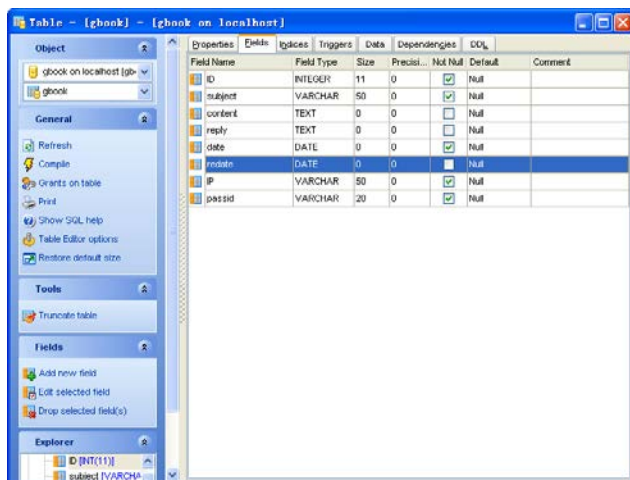 Table - [gbook] - [gbook on localhost]
Object
gbook on localhost [gb-
gbook
General
Refresh
Compile
Grants on table
Print
Show SQL help
Table Editor options
Restore default size
Tools
Truncate table
Fields
Add new field
Edit selected field
Drop selected field(s)
Explorer
ID [INT(11)]
subject [VARCHA
Properties Fields Indices Triggers Data Dependencies DDL
Field Name Field Type Size Precisi... Not Null Default Comment
ID INTEGER 11 0 Null
subject VARCHAR 50 0 Null
content TEXT 0 0 Null
reply TEXT 0 0 Null
date DATE 0 0 Null
redate DATE 0 0 Null
IP VARCHAR 50 0 Null
passid VARCHAR 20 0 Null